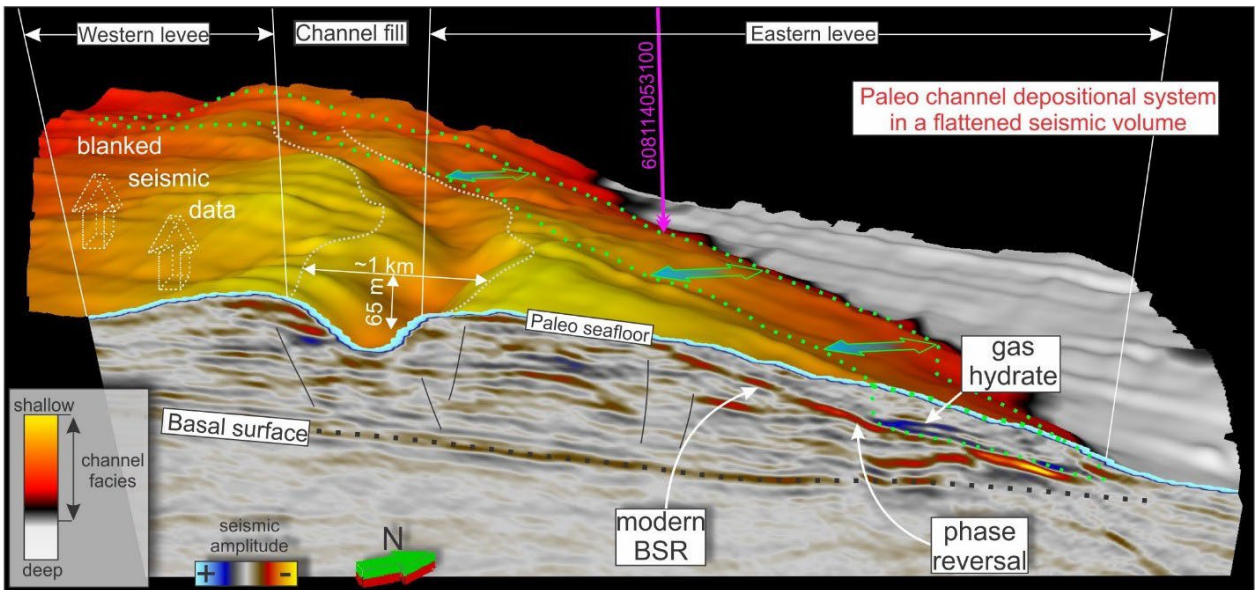 Western levee
Channel fill
Eastern levee
608114053100
Paleo channel depositional system
in a flattened seismic volume
blanked
seismic
data
~1 km
65 m
Paleo seafloor
gas
hydrate
shallow
channel
facies
deep
Basal surface
seismic
amplitude
+ -
N
modern
BSR
phase
reversal